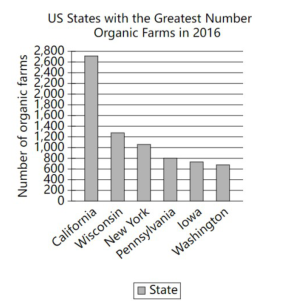 US States with the Greatest Number
Organic Farms in 2016
Number of organic farms
2,800
2,600
2,400
2,200
2,000
1,800
1,600
1,400
1,200
1,000
800
600
400
200
0
California
Wisconsin
New York
Pennsylvania
Iowa
Washington
State